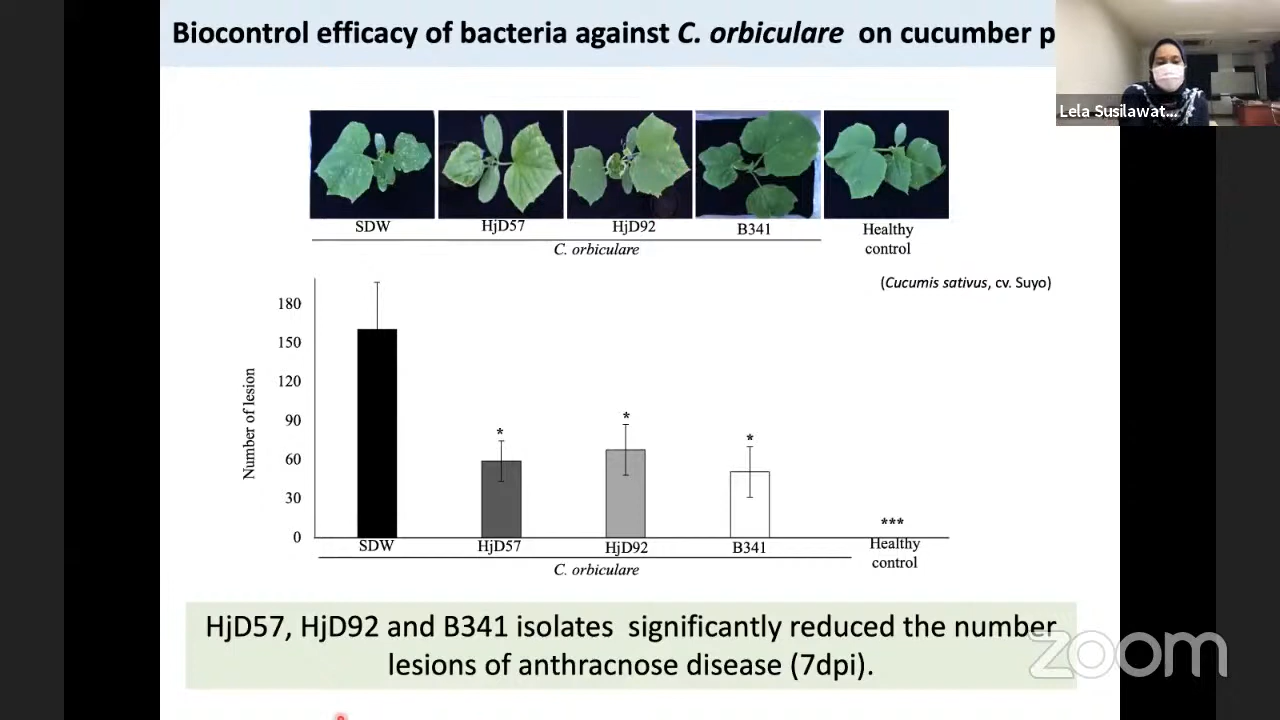 Biocontrol efficacy of bacteria against C. orbiculare on cucumber p
Lela Susilawat...
SDW HjD57 HjD92 B341 Healthy control
C. orbiculare
(Cucumis sativus, cv. Suyo)
Number of lesion
180
150
120
90
60
30
0
* * * ***
SDW HjD57 HjD92 B341 Healthy control
C. orbiculare
HjD57, HjD92 and B341 isolates significantly reduced the number
lesions of anthracnose disease (7dpi).
zoom